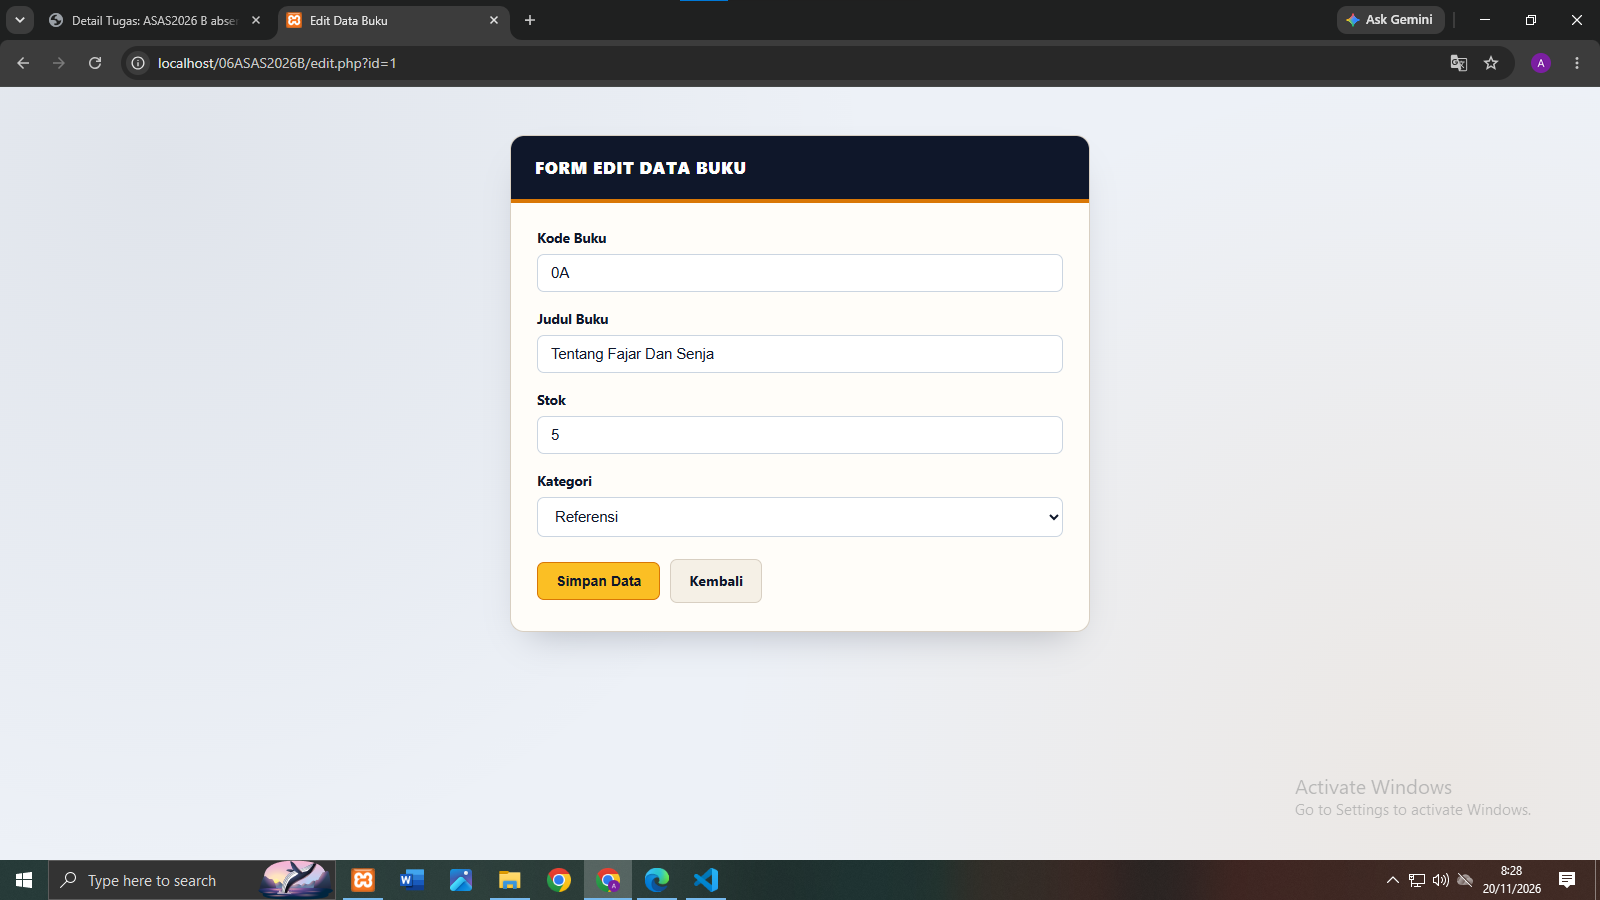 Detail Tugas: ASAS2026 B abse
Edit Data Buku
Ask Gemini
localhost/06ASAS2026B/edit.php?id=1
A
FORM EDIT DATA BUKU
Kode Buku
0A
Judul Buku
Tentang Fajar Dan Senja
Stok
5
Kategori
Referensi
Simpan Data
Kembali
Activate Windows
Go to Settings to activate Windows.
Type here to search
8:28
20/11/2026